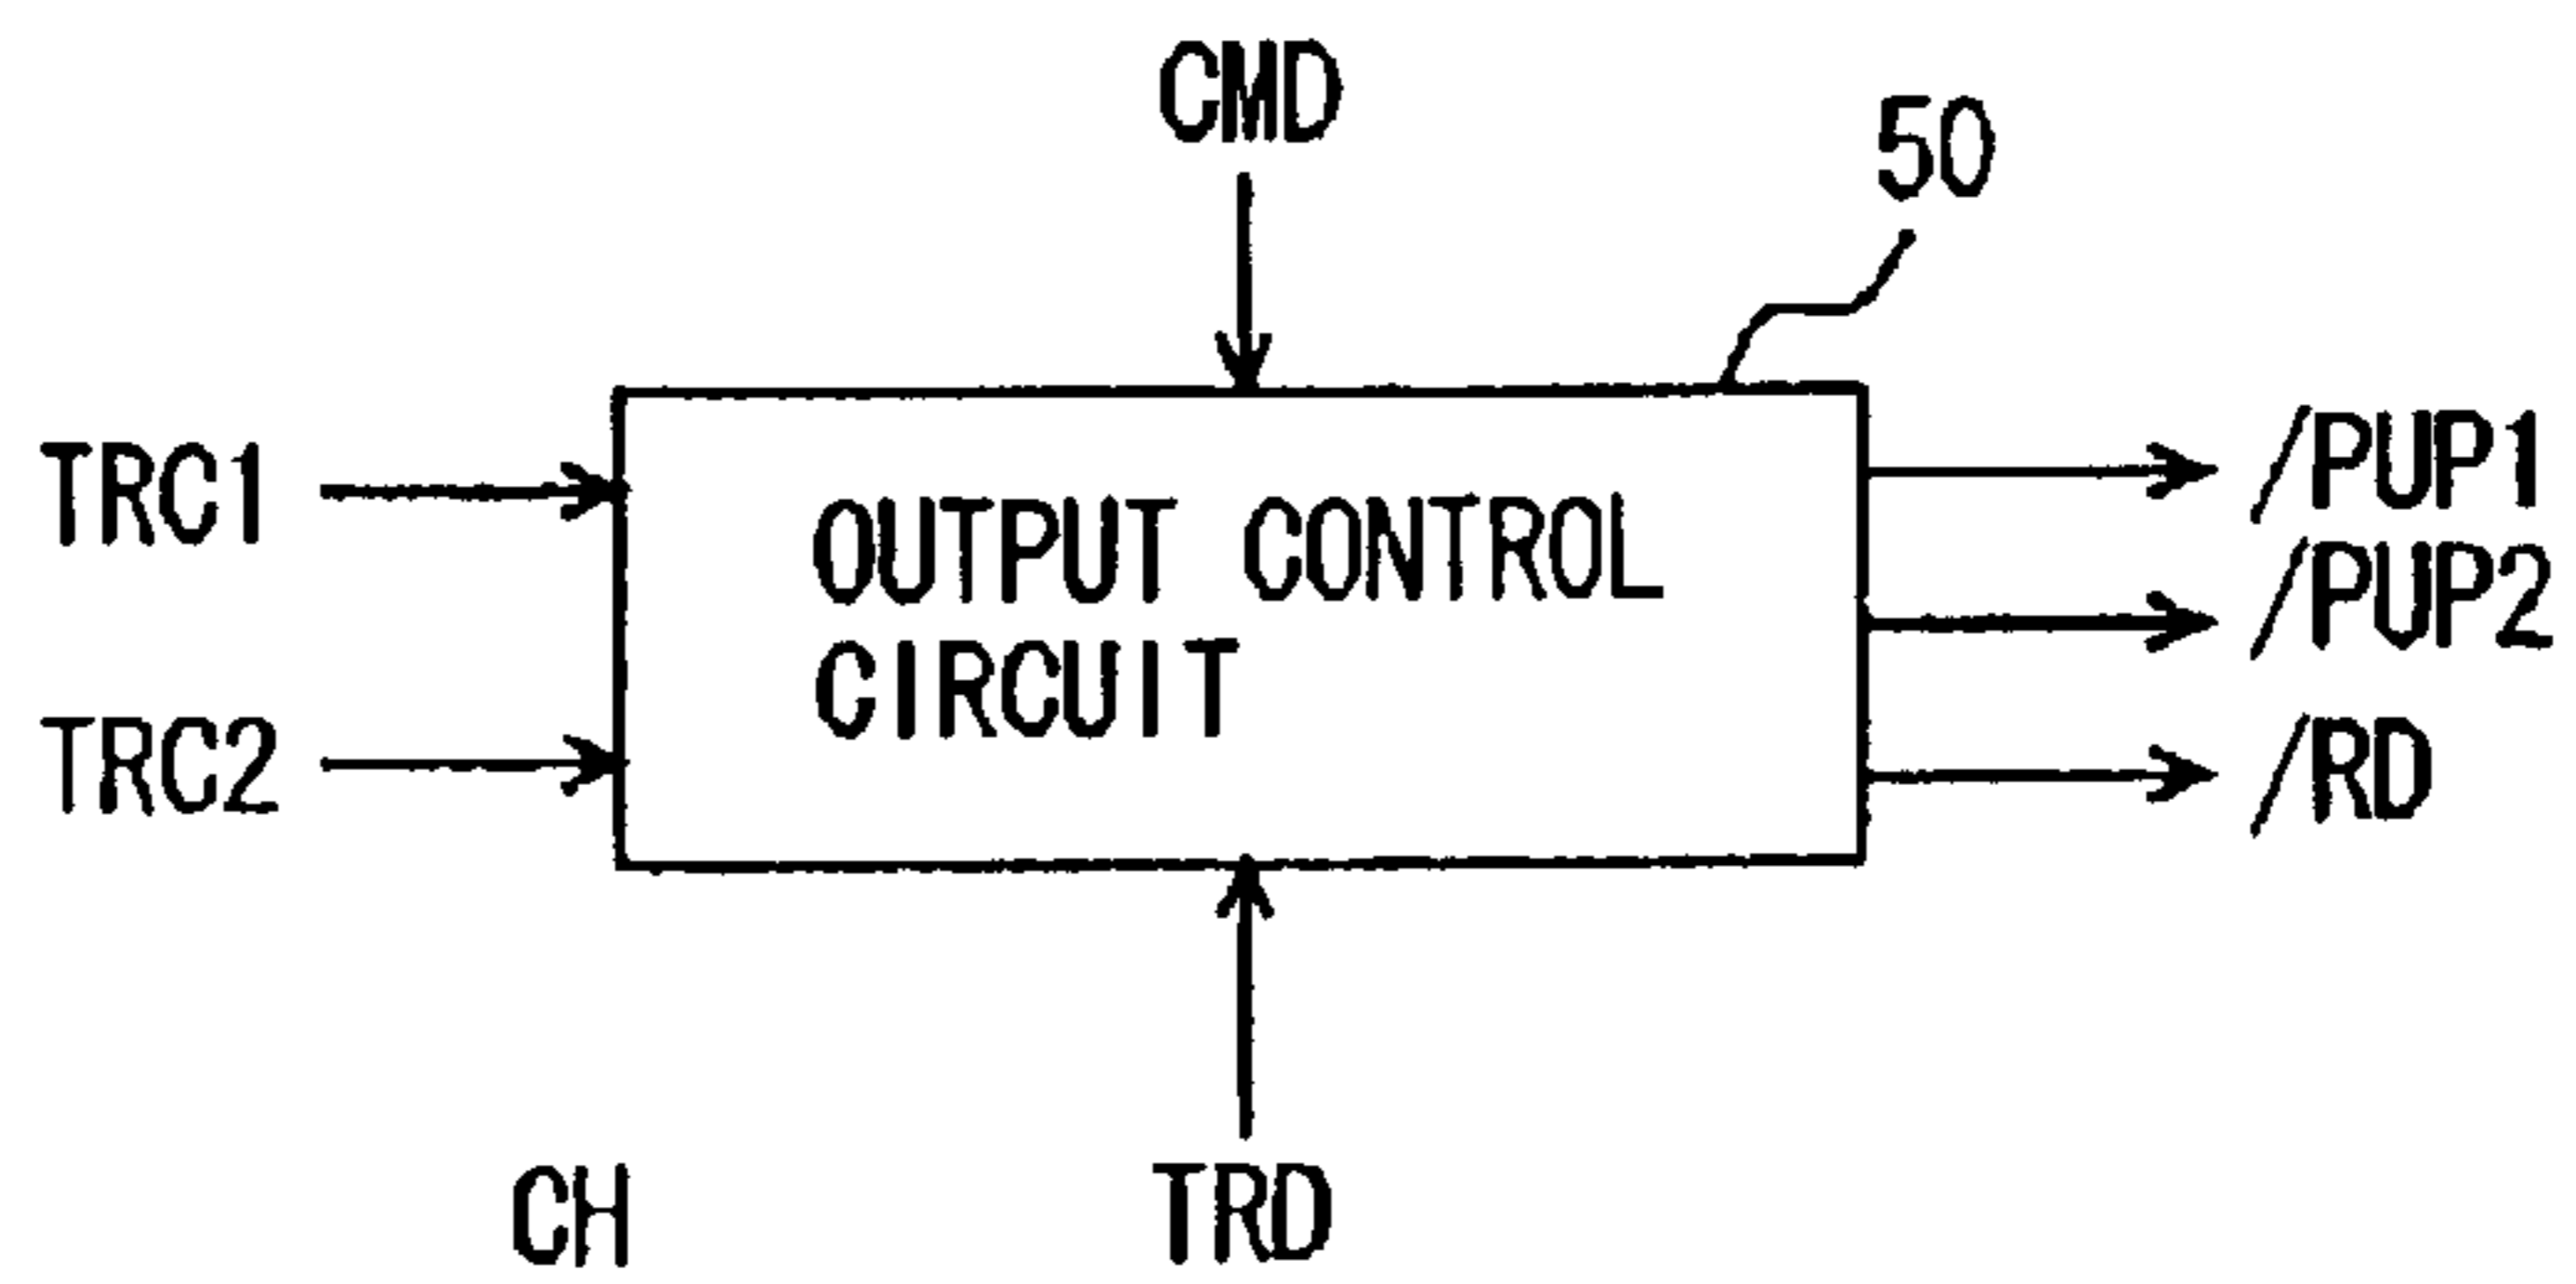 CMD
50
TRC1
/PUP1
OUTPUT CONTROL
CIRCUIT
/PUP2
TRC2
/RD
CH
TRD